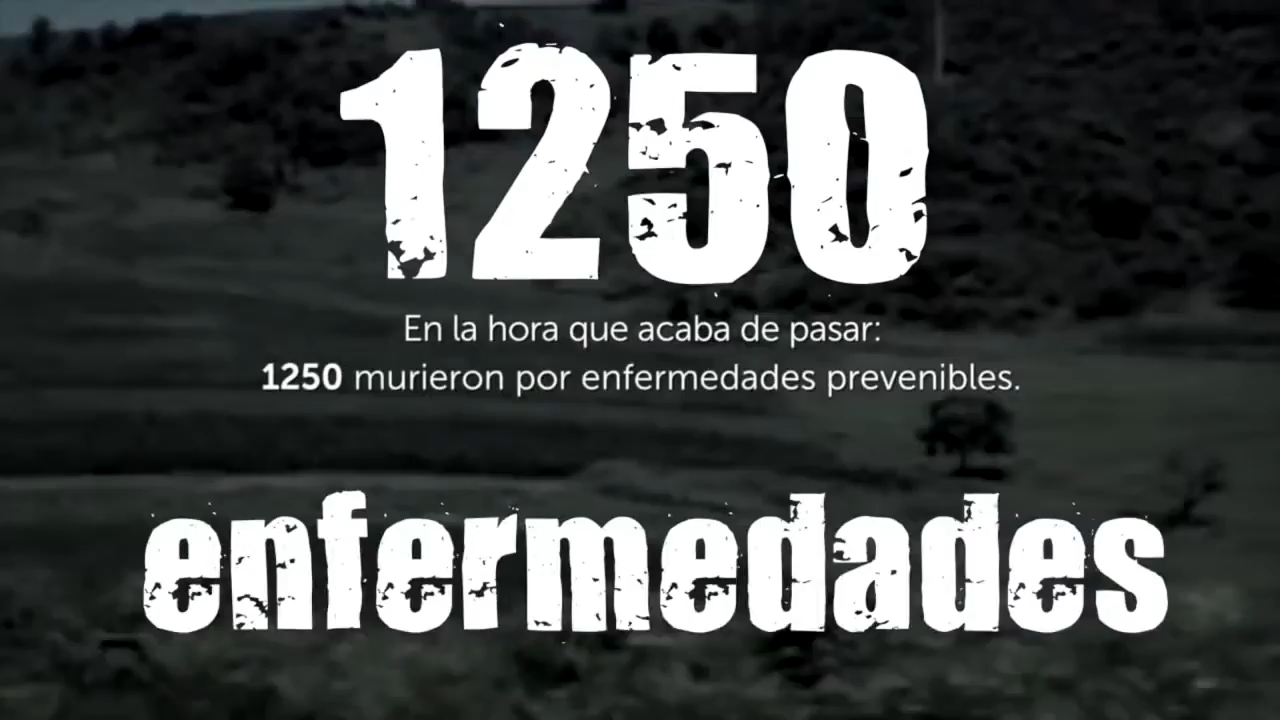 1250
En la hora que acaba de pasar:
1250 murieron por enfermedades prevenibles.
enfermedades